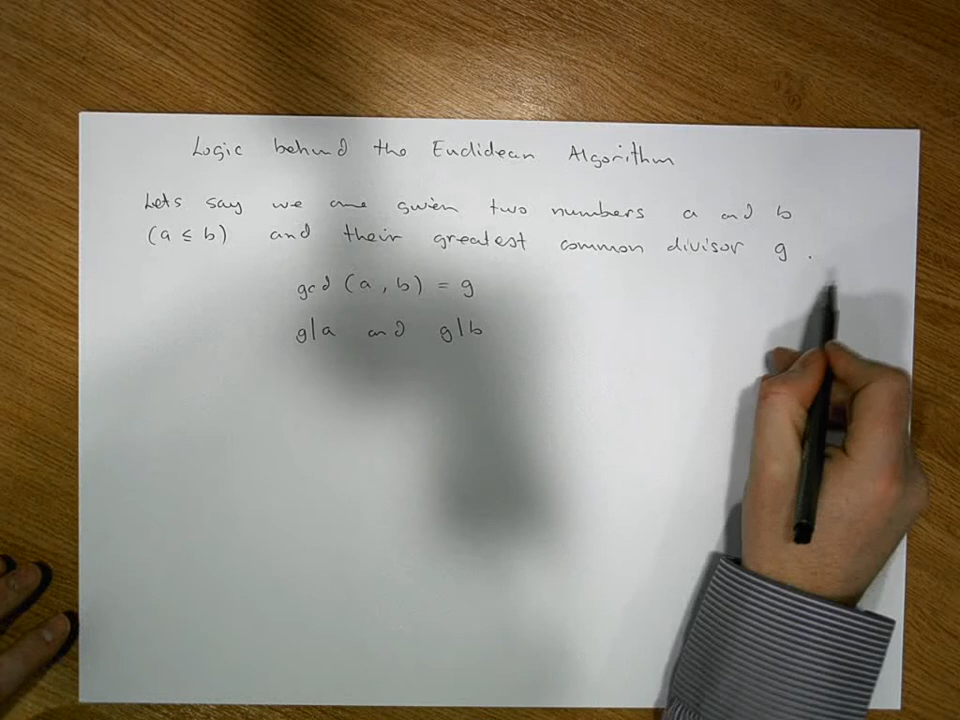 Logic behind the Euclidean Algorithm
Lets say we are given two numbers a and b
(a ≤ b) and their greatest common divisor g .
gcd (a , b) = g
g|a and g|b